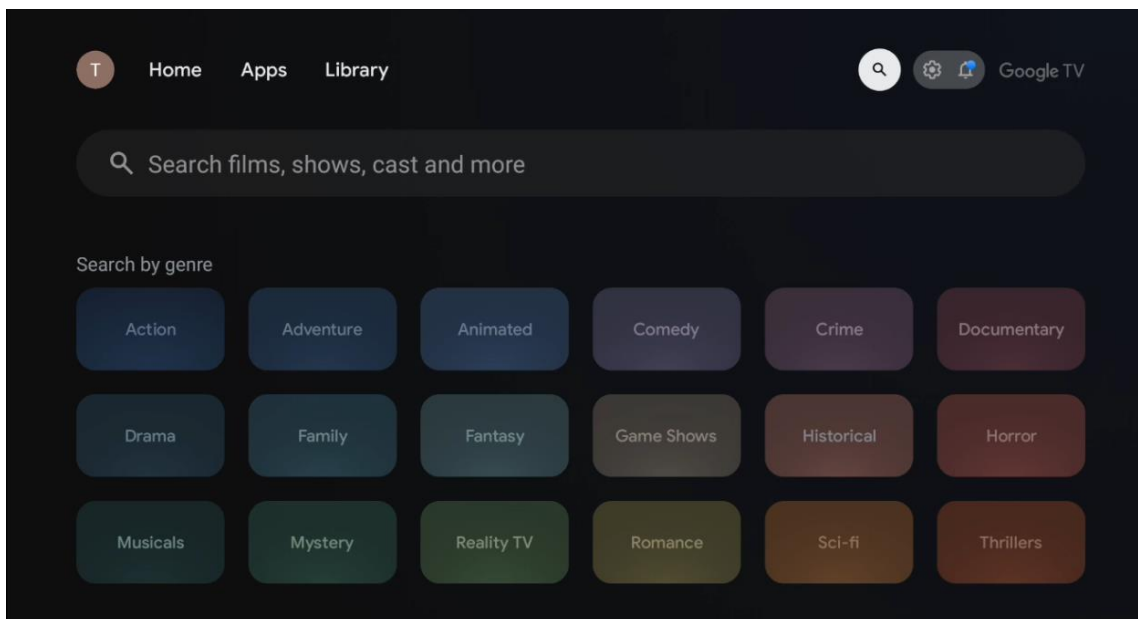 T Home Apps Library Google TV
Search films, shows, cast and more
Search by genre
Action Adventure Animated Comedy Crime Documentary
Drama Family Fantasy Game Shows Historical Horror
Musicals Mystery Reality TV Romance Sci-fi Thrillers